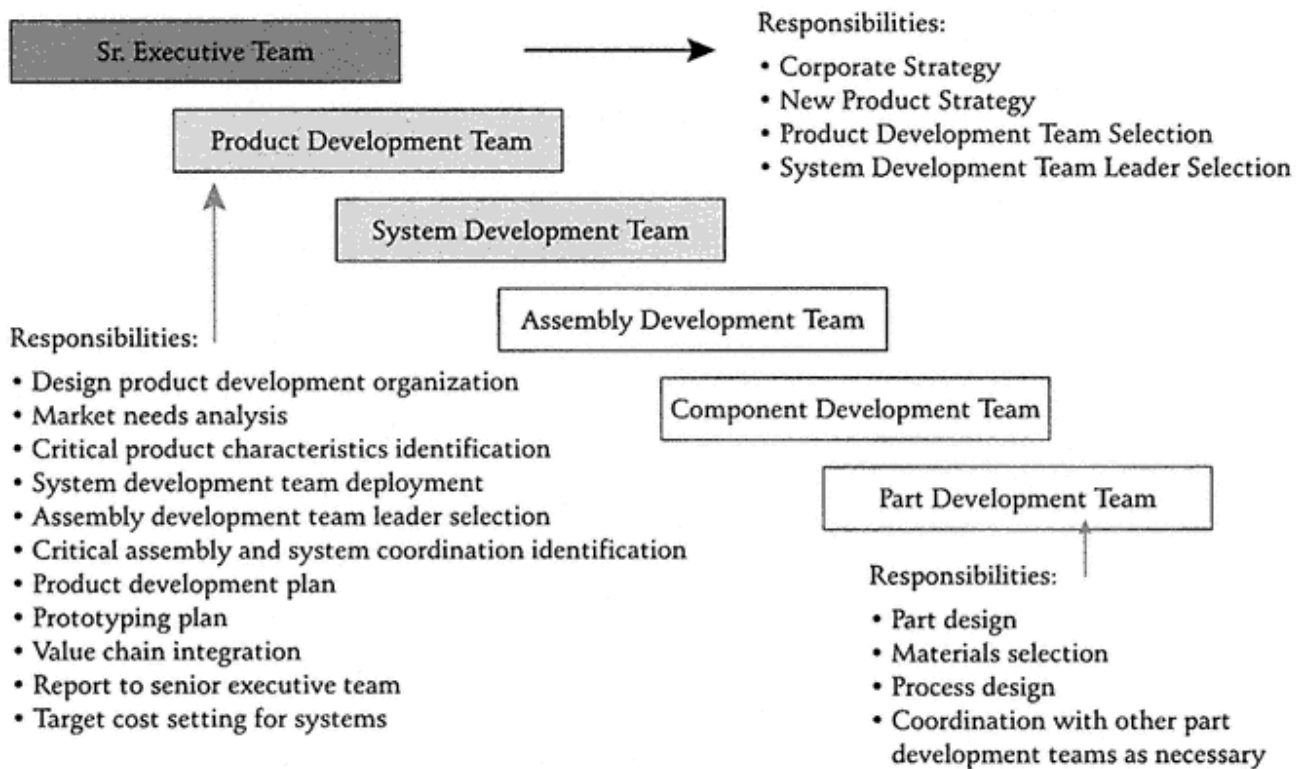 Sr. Executive Team
Responsibilities:
• Corporate Strategy
• New Product Strategy
• Product Development Team Selection
• System Development Team Leader Selection
Product Development Team
System Development Team
Assembly Development Team
Component Development Team
Part Development Team
Responsibilities:
• Design product development organization
• Market needs analysis
• Critical product characteristics identification
• System development team deployment
• Assembly development team leader selection
• Critical assembly and system coordination identification
• Product development plan
• Prototyping plan
• Value chain integration
• Report to senior executive team
• Target cost setting for systems
Responsibilities:
• Part design
• Materials selection
• Process design
• Coordination with other part
development teams as necessary